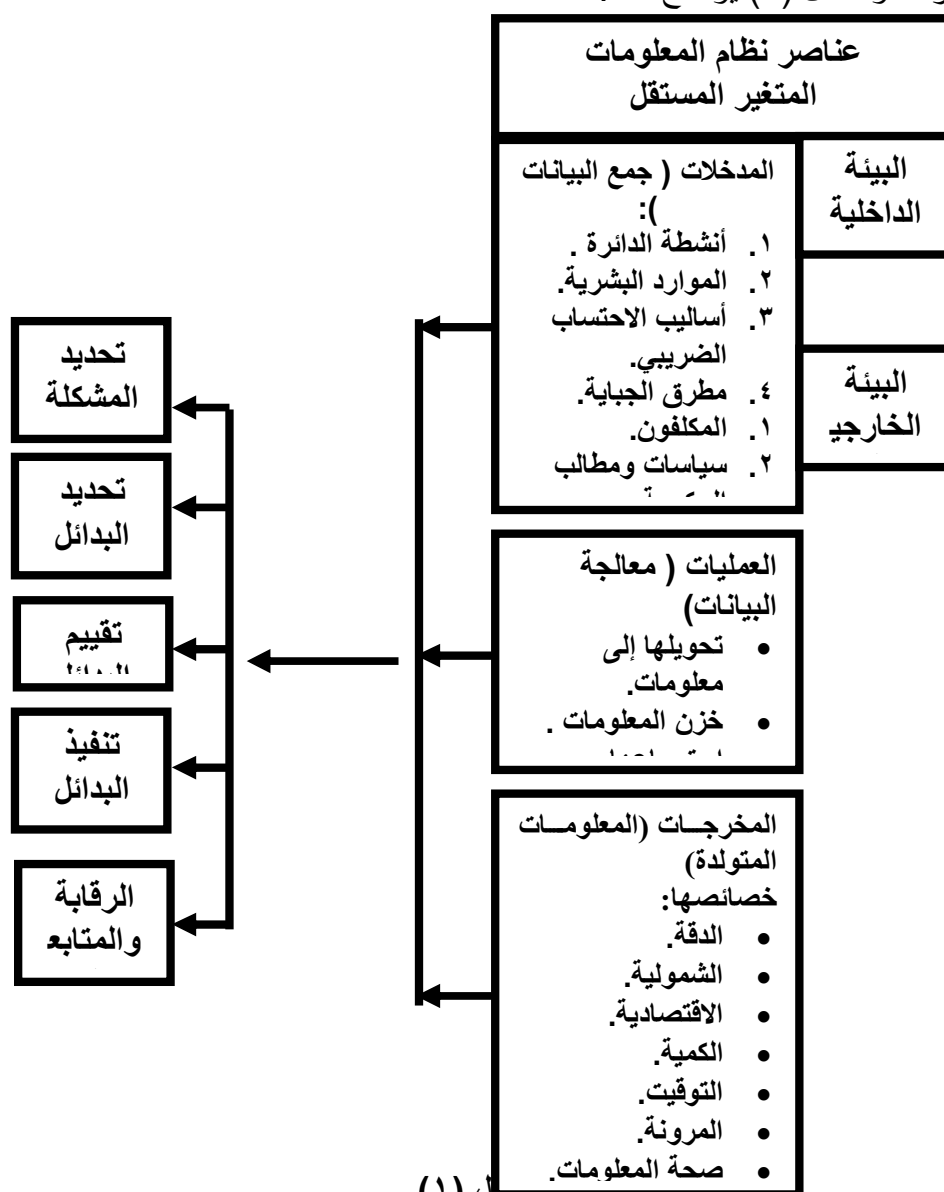 عناصر نظام المعلومات
المتغير المستقل
البيئة
الداخلية
البيئة
الخارجي
المدخلات ( جمع البيانات
):
١. أنشطة الدائرة .
٢. الموارد البشرية.
٣. أساليب الاحتساب
الضريبي.
٤. مطرق الجباية.
١. المكلفون.
٢. سياسات ومطالب
العمليات ( معالجة
البيانات)
• تحويلها إلى
معلومات.
• خزن المعلومات .
المخرجــات (المعلومــات
المتولدة)
خصائصها:
• الدقة.
• الشمولية.
• الاقتصادية.
• الكمية.
• التوقيت.
• المرونة.
• صحة المعلومات.
تحديد
المشكلة
تحديد
البدائل
تقييم
تنفيذ
البدائل
الرقابة
والمتابع
(١)